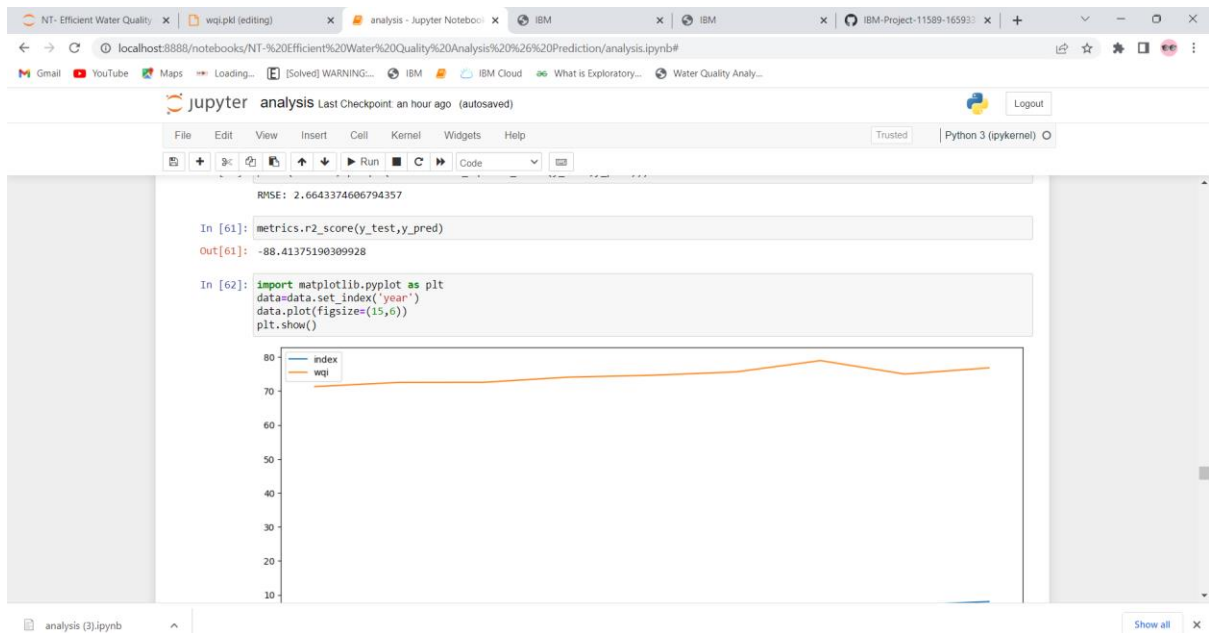 NT- Efficient Water Quality
wqi.pkl (editing)
analysis - Jupyter Notebook
IBM
IBM
IBM-Project-11589-165933
localhost:8888/notebooks/NT-%20Efficient%20Water%20Quality%20Analysis%20%26%20Prediction/analysis.ipynb#
Gmail YouTube Maps Loading... [Solved] WARNING:... IBM IBM Cloud What is Exploratory... Water Quality Analy...
jupyter analysis Last Checkpoint: an hour ago (autosaved)
Logout
File Edit View Insert Cell Kernel Widgets Help
Trusted Python 3 (ipykernel)
Run Code
RMSE: 2.6643374606794357
In [61]: metrics.r2_score(y_test,y_pred)
Out[61]: -88.41375190309928
In [62]: import matplotlib.pyplot as plt
data=data.set_index('year')
data.plot(figsize=(15,6))
plt.show()
index
wqi
80
70
60
50
40
30
20
10
analysis (3).ipynb
Show all